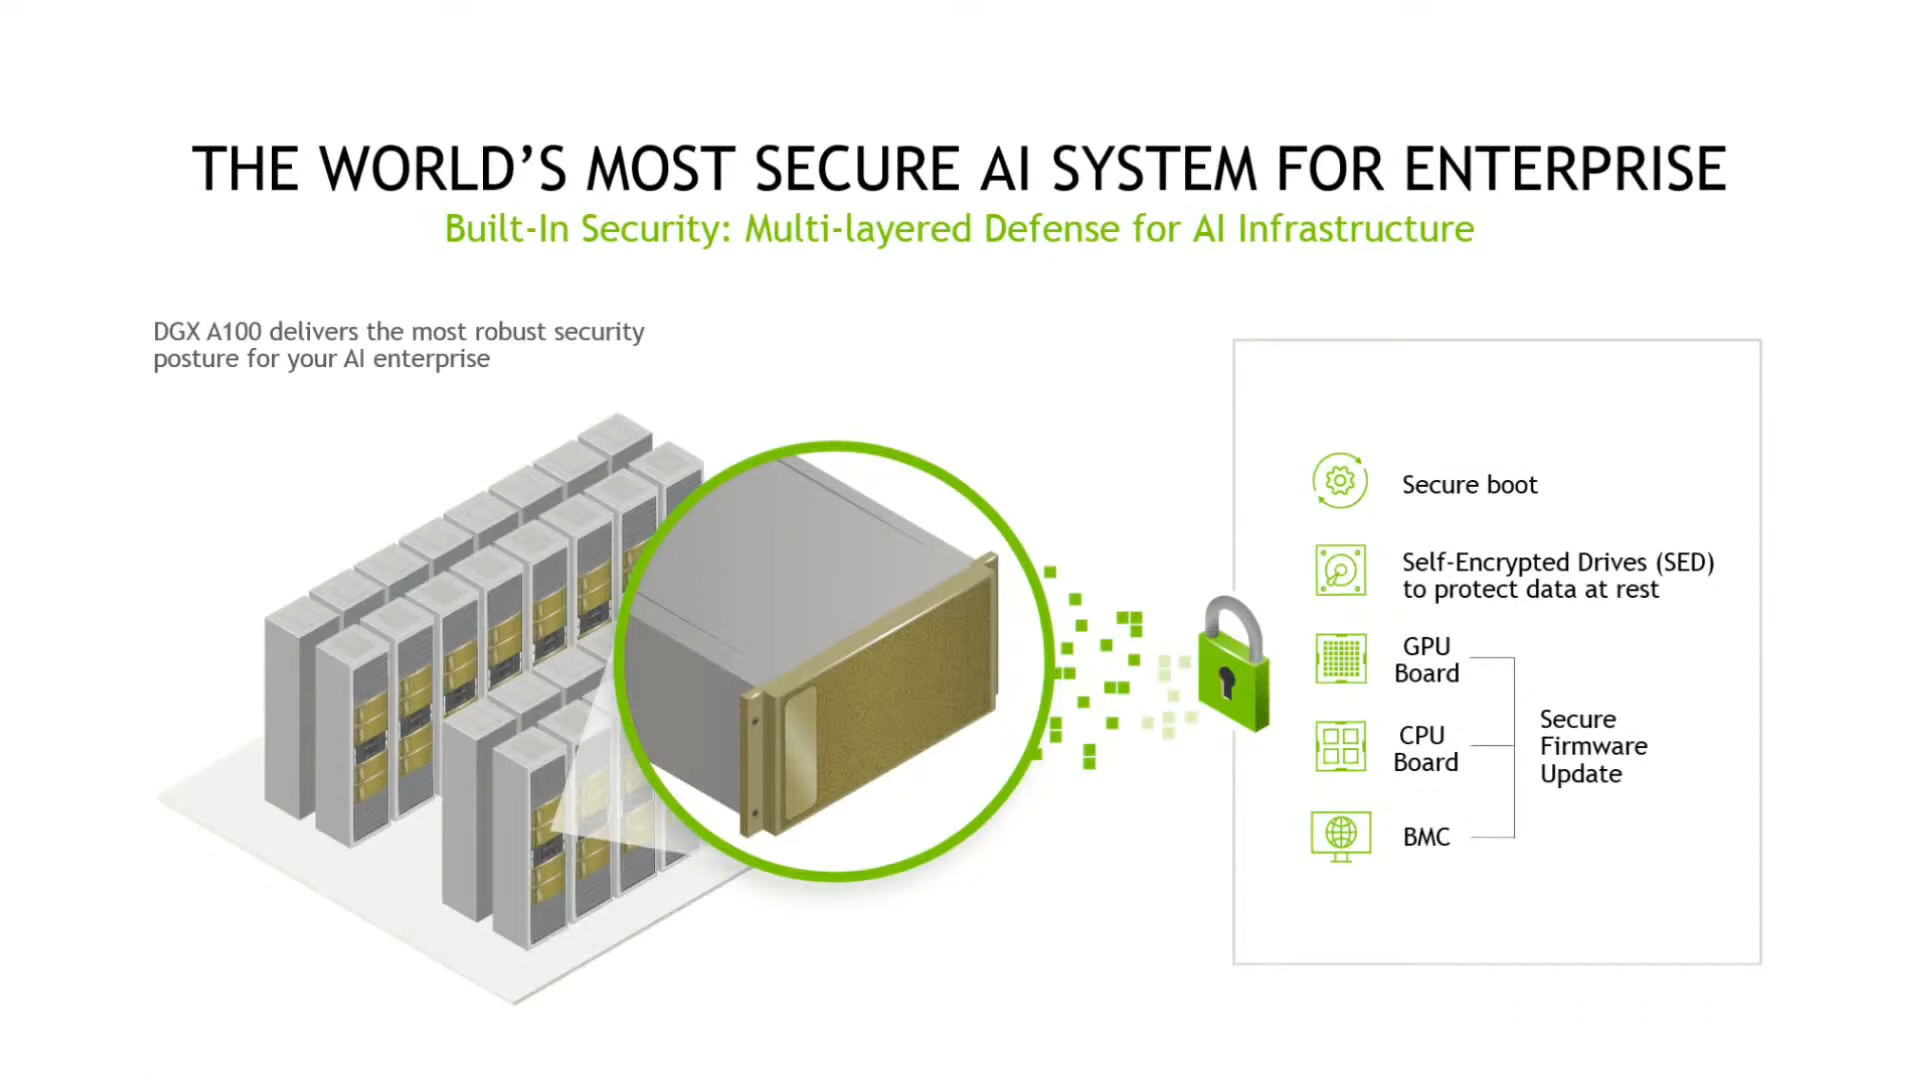 THE WORLD’S MOST SECURE AI SYSTEM FOR ENTERPRISE
Built-In Security: Multi-layered Defense for AI Infrastructure
DGX A100 delivers the most robust security
posture for your AI enterprise
Secure boot
Self-Encrypted Drives (SED)
to protect data at rest
GPU
Board
CPU
Board
BMC
Secure
Firmware
Update